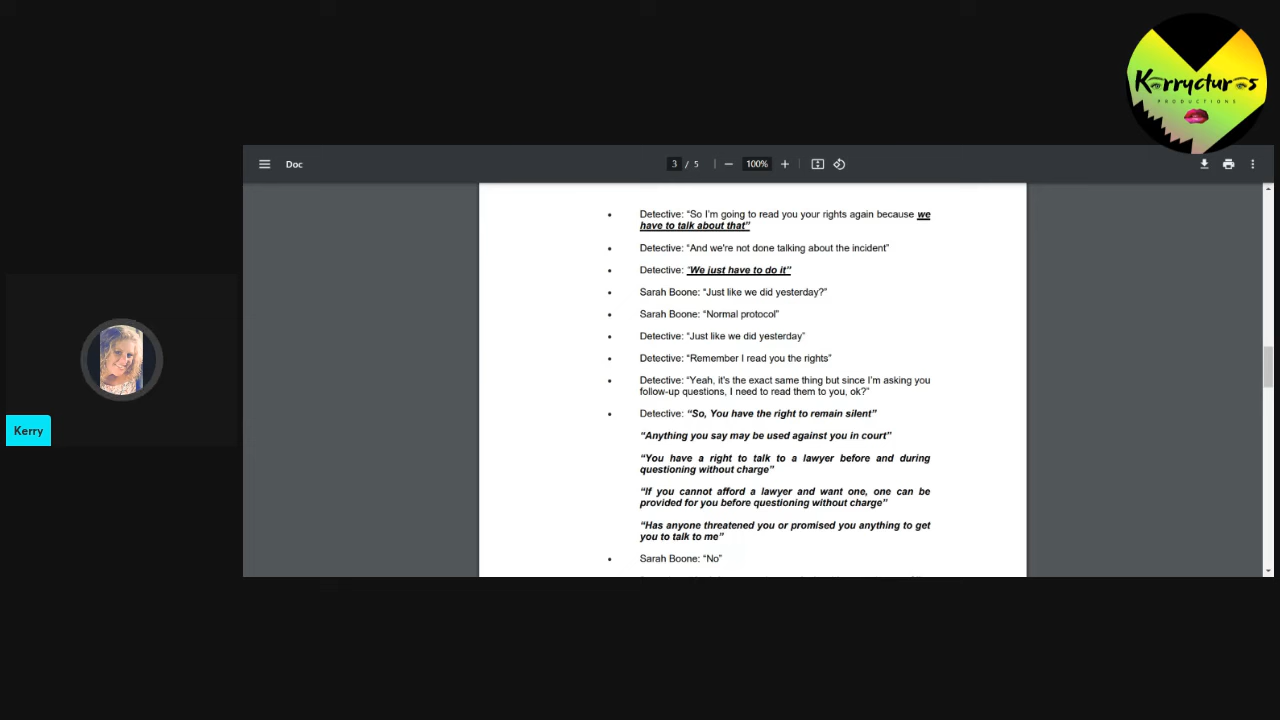 Kerryctures
PRODUCTIONS
Doc
3 / 5
100%
• Detective: “So I’m going to read you your rights again because we
have to talk about that”
• Detective: “And we're not done talking about the incident”
• Detective: “We just have to do it”
• Sarah Boone: “Just like we did yesterday?”
• Sarah Boone: “Normal protocol”
• Detective: “Just like we did yesterday”
• Detective: “Remember I read you the rights”
• Detective: “Yeah, it's the exact same thing but since I’m asking you
follow-up questions, I need to read them to you, ok?”
• Detective: “So, You have the right to remain silent”
“Anything you say may be used against you in court”
“You have a right to talk to a lawyer before and during
questioning without charge”
“If you cannot afford a lawyer and want one, one can be
provided for you before questioning without charge”
“Has anyone threatened you or promised you anything to get
you to talk to me”
• Sarah Boone: “No”
Kerry